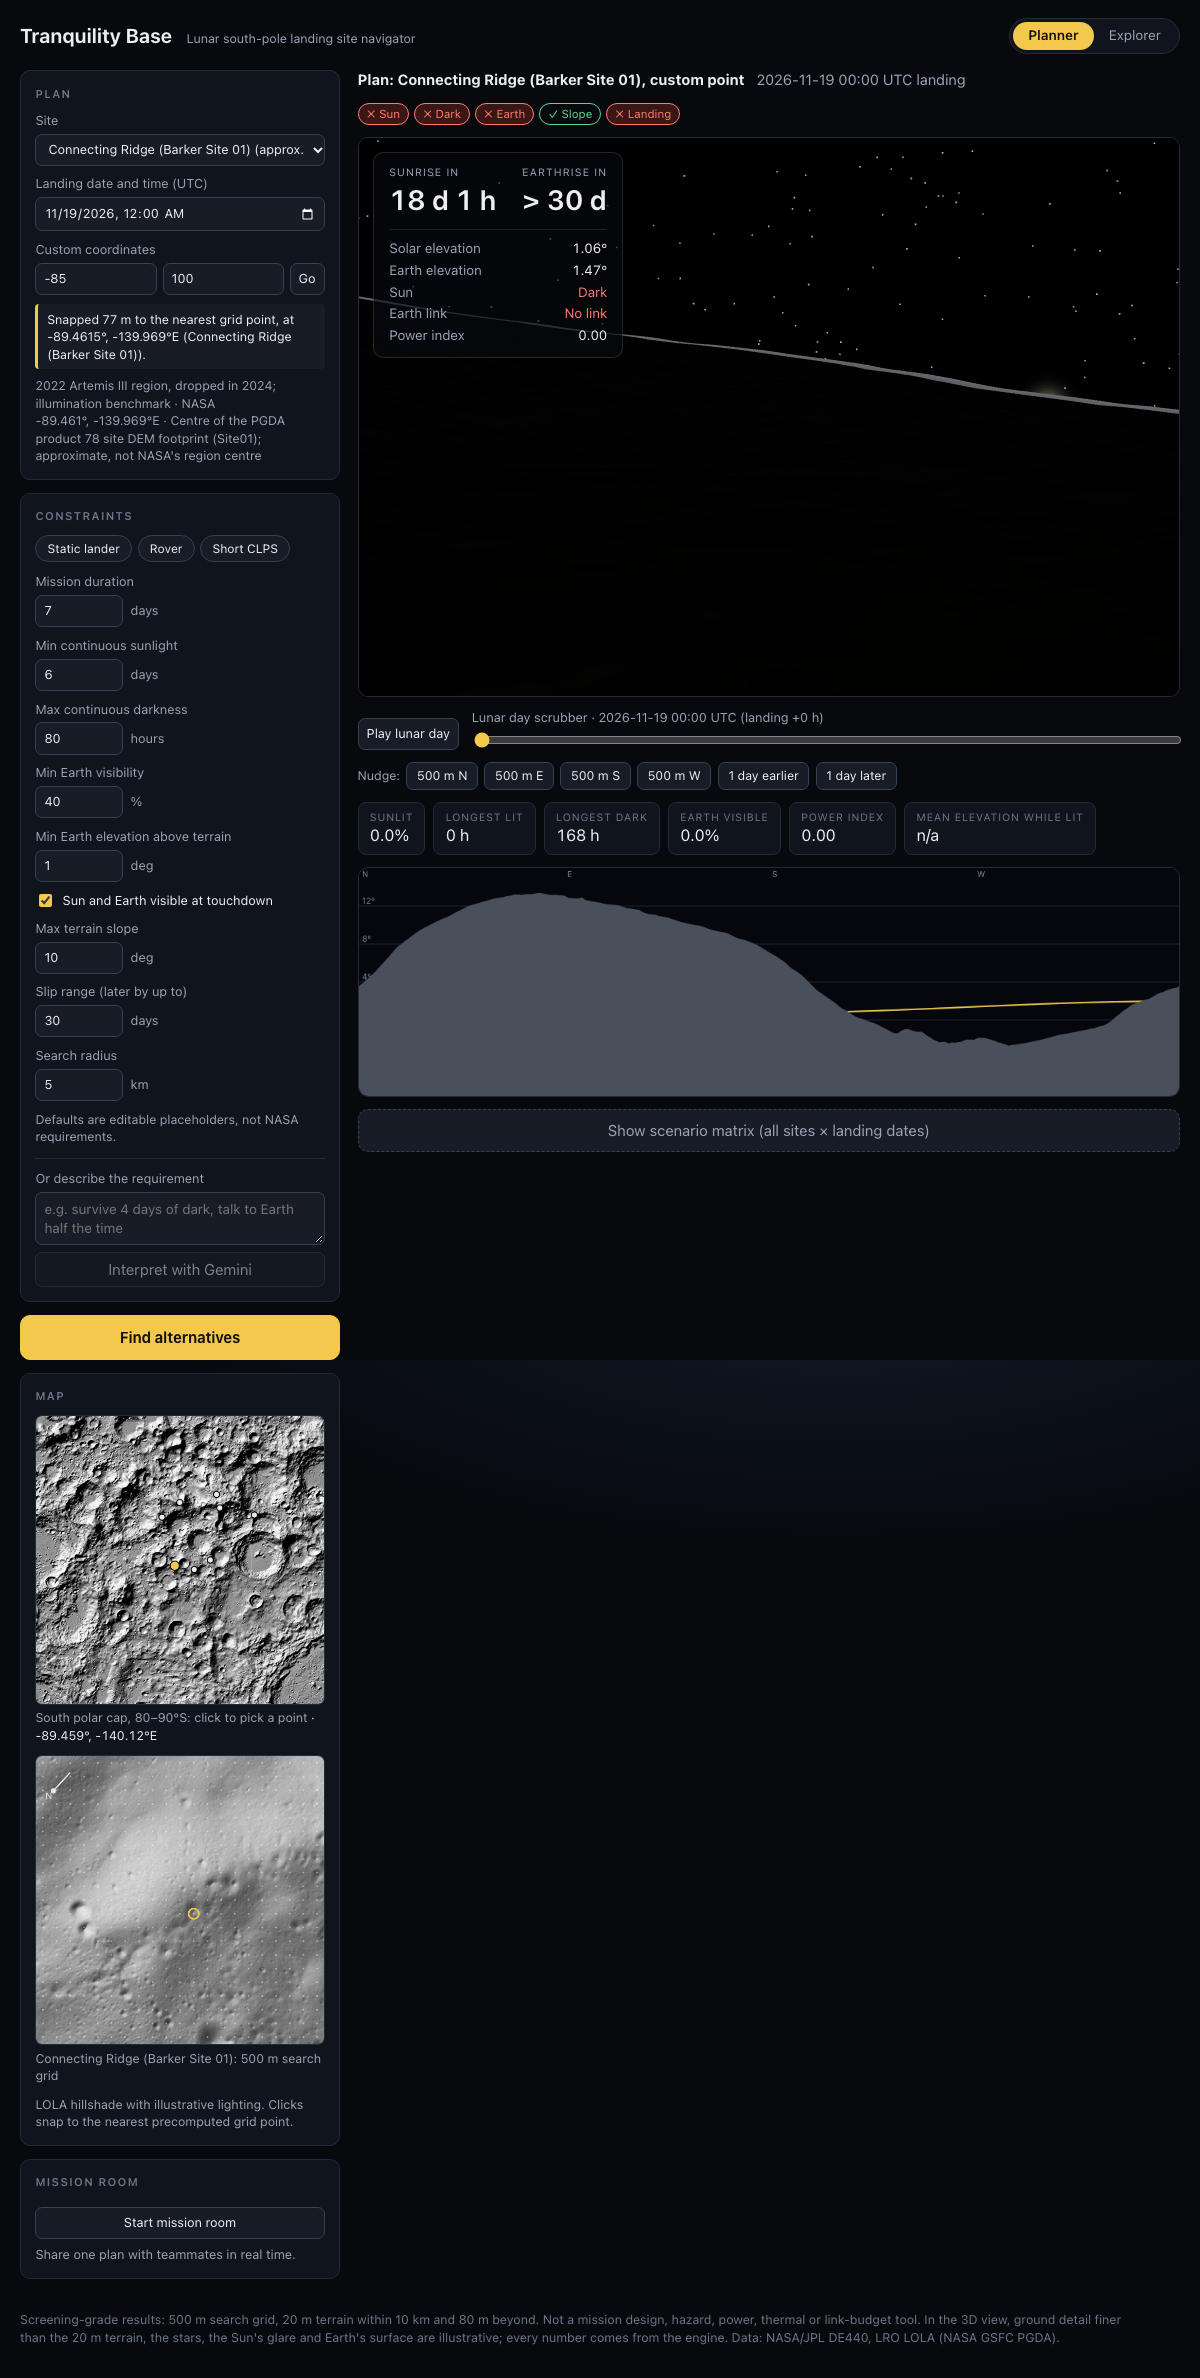 Tranquility Base
Lunar south-pole landing site navigator
Planner
Explorer
PLAN
Site
Connecting Ridge (Barker Site 01) (approx.
Landing date and time (UTC)
11/19/2026, 12:00 AM
Custom coordinates
-85
100
Go
Snapped 77 m to the nearest grid point, at
-89.4615°, -139.969°E (Connecting Ridge
(Barker Site 01)).
2022 Artemis III region, dropped in 2024;
illumination benchmark · NASA
-89.461°, -139.969°E · Centre of the PGDA
product 78 site DEM footprint (Site01);
approximate, not NASA's region centre
CONSTRAINTS
Static lander
Rover
Short CLPS
Mission duration
7 days
Min continuous sunlight
6 days
Max continuous darkness
80 hours
Min Earth visibility
40 %
Min Earth elevation above terrain
1 deg
Sun and Earth visible at touchdown
Max terrain slope
10 deg
Slip range (later by up to)
30 days
Search radius
5 km
Defaults are editable placeholders, not NASA
requirements.
Or describe the requirement
e.g. survive 4 days of dark, talk to Earth
half the time
Interpret with Gemini
Find alternatives
MAP
South polar cap, 80–90°S: click to pick a point ·
-89.459°, -140.12°E
N
Connecting Ridge (Barker Site 01): 500 m search
grid
LOLA hillshade with illustrative lighting. Clicks
snap to the nearest precomputed grid point.
MISSION ROOM
Start mission room
Share one plan with teammates in real time.
Plan: Connecting Ridge (Barker Site 01), custom point 2026-11-19 00:00 UTC landing
✕ Sun
✕ Dark
✕ Earth
✓ Slope
✕ Landing
SUNRISE IN
18 d 1 h
EARTHRISE IN
> 30 d
Solar elevation 1.06°
Earth elevation 1.47°
Sun Dark
Earth link No link
Power index 0.00
Play lunar day
Lunar day scrubber · 2026-11-19 00:00 UTC (landing +0 h)
Nudge:
500 m N
500 m E
500 m S
500 m W
1 day earlier
1 day later
SUNLIT
0.0%
LONGEST LIT
0 h
LONGEST DARK
168 h
EARTH VISIBLE
0.0%
POWER INDEX
0.00
MEAN ELEVATION WHILE LIT
n/a
N E S W
12°
8°
4°
Show scenario matrix (all sites × landing dates)
Screening-grade results: 500 m search grid, 20 m terrain within 10 km and 80 m beyond. Not a mission design, hazard, power, thermal or link-budget tool. In the 3D view, ground detail finer
than the 20 m terrain, the stars, the Sun's glare and Earth's surface are illustrative; every number comes from the engine. Data: NASA/JPL DE440, LRO LOLA (NASA GSFC PGDA).